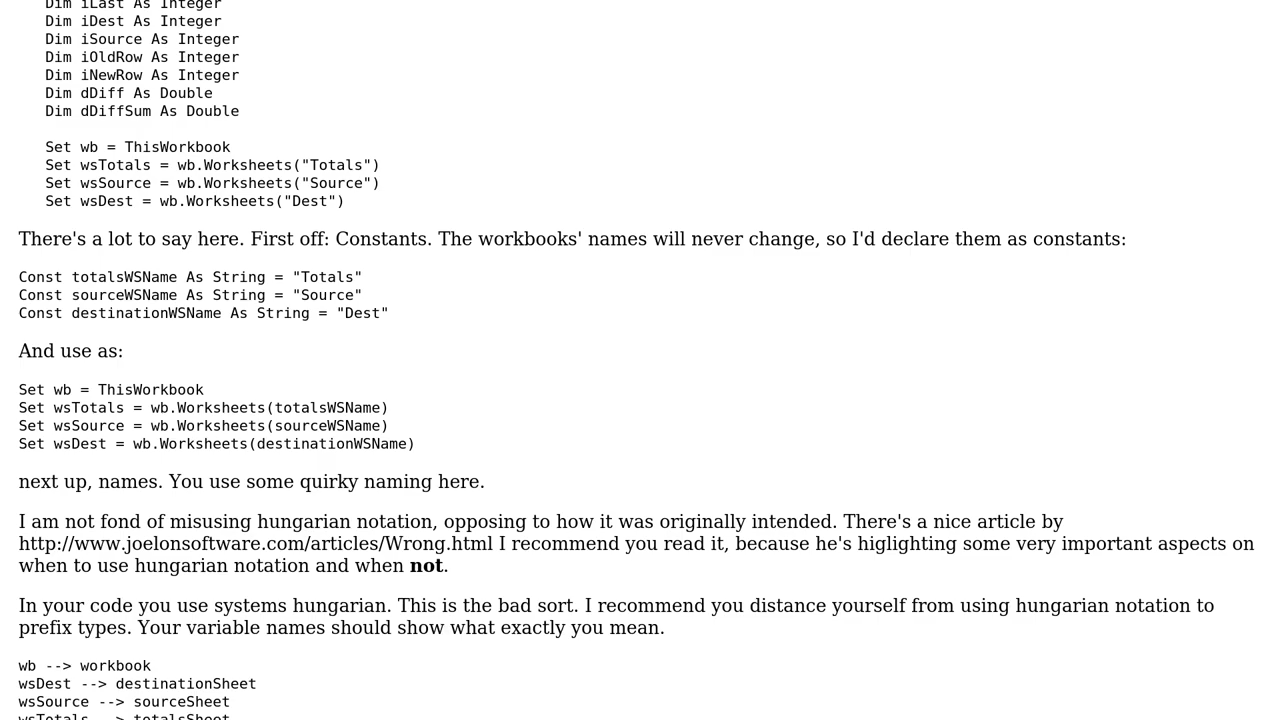 Dim iLast As Integer
Dim iDest As Integer
Dim iSource As Integer
Dim iOldRow As Integer
Dim iNewRow As Integer
Dim dDiff As Double
Dim dDiffSum As Double
Set wb = ThisWorkbook
Set wsTotals = wb.Worksheets("Totals")
Set wsSource = wb.Worksheets("Source")
Set wsDest = wb.Worksheets("Dest")
There's a lot to say here. First off: Constants. The workbooks' names will never change, so I'd declare them as constants:
Const totalsWSName As String = "Totals"
Const sourceWSName As String = "Source"
Const destinationWSName As String = "Dest"
And use as:
Set wb = ThisWorkbook
Set wsTotals = wb.Worksheets(totalsWSName)
Set wsSource = wb.Worksheets(sourceWSName)
Set wsDest = wb.Worksheets(destinationWSName)
next up, names. You use some quirky naming here.
I am not fond of misusing hungarian notation, opposing to how it was originally intended. There's a nice article by
http://www.joelonsoftware.com/articles/Wrong.html I recommend you read it, because he's higlighting some very important aspects on
when to use hungarian notation and when not.
In your code you use systems hungarian. This is the bad sort. I recommend you distance yourself from using hungarian notation to
prefix types. Your variable names should show what exactly you mean.
wb --> workbook
wsDest --> destinationSheet
wsSource --> sourceSheet
wsTotals --> totalsSheet